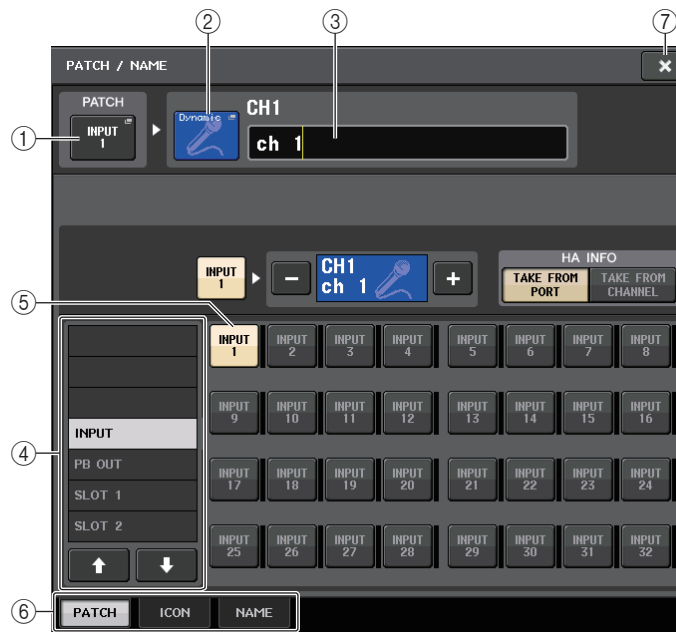 ② ③ ⑦
PATCH / NAME
PATCH
① INPUT 1
Dynamic
CH1
ch 1
INPUT 1
CH1
ch 1
HA INFO
TAKE FROM PORT
TAKE FROM CHANNEL
⑤
INPUT 1 INPUT 2 INPUT 3 INPUT 4 INPUT 5 INPUT 6 INPUT 7 INPUT 8
INPUT 9 INPUT 10 INPUT 11 INPUT 12 INPUT 13 INPUT 14 INPUT 15 INPUT 16
INPUT 17 INPUT 18 INPUT 19 INPUT 20 INPUT 21 INPUT 22 INPUT 23 INPUT 24
INPUT 25 INPUT 26 INPUT 27 INPUT 28 INPUT 29 INPUT 30 INPUT 31 INPUT 32
④
INPUT
PB OUT
SLOT 1
SLOT 2
⑥
PATCH ICON NAME